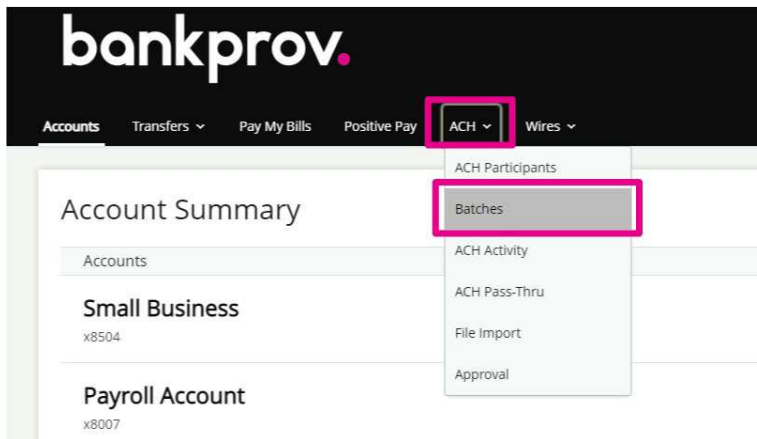 bankprov.
Accounts Transfers Pay My Bills Positive Pay ACH Wires
ACH Participants
Batches
ACH Activity
ACH Pass-Thru
File Import
Approval
Account Summary
Accounts
Small Business
x8504
Payroll Account
x8007